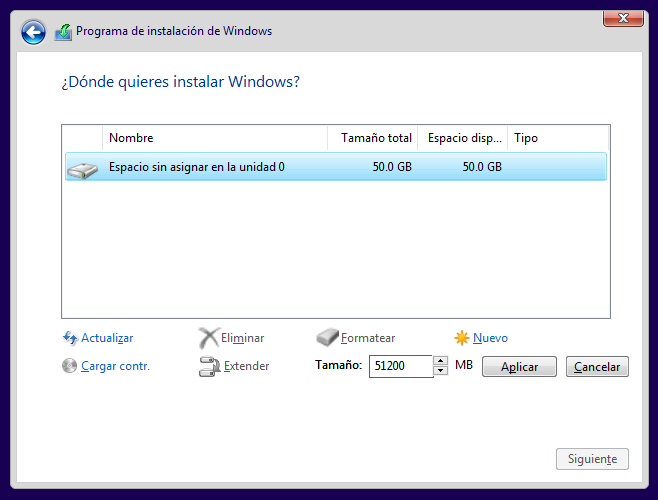 Programa de instalación de Windows
¿Dónde quieres instalar Windows?
Nombre Tamaño total Espacio disp... Tipo
Espacio sin asignar en la unidad 0 50.0 GB 50.0 GB
Actualizar Eliminar Formatear Nuevo
Cargar contr. Extender Tamaño: 51200 MB Aplicar Cancelar
Siguiente